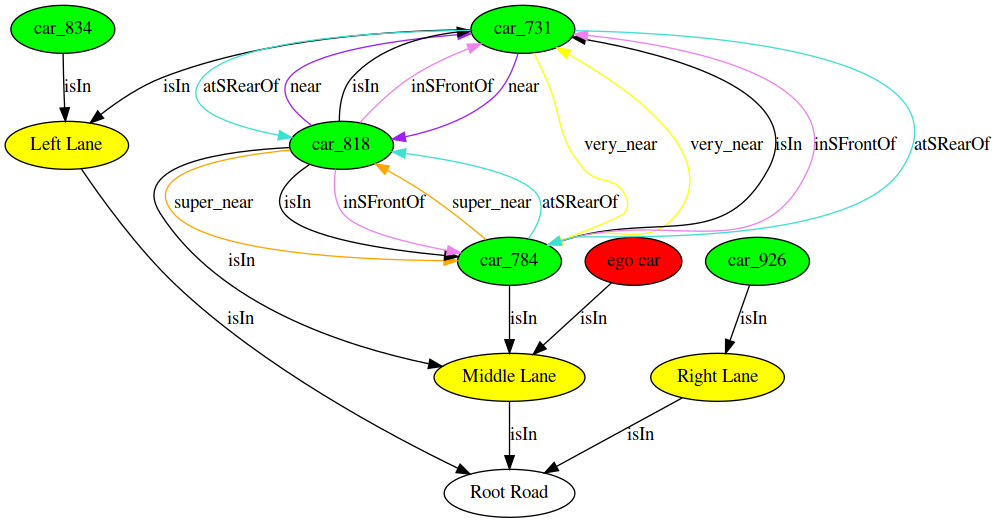 car_834
car_731
isIn
isIn
atSRearOf
near
isIn
inSFrontOf
near
Left Lane
car_818
very_near
very_near
isIn
inSFrontOf
atSRearOf
super_near
isIn
inSFrontOf
super_near
atSRearOf
isIn
car_784
ego car
car_926
isIn
isIn
isIn
isIn
Middle Lane
Right Lane
isIn
isIn
Root Road